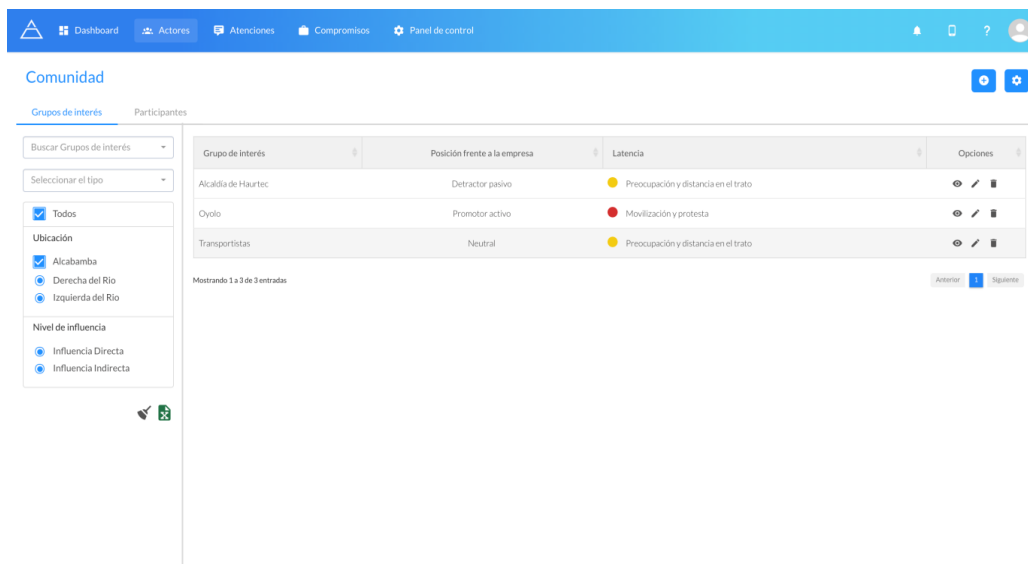 Dashboard Actores Atenciones Compromisos Panel de control ?
Comunidad
Grupos de interés Participantes
Buscar Grupos de interés
Seleccionar el tipo
Todos
Ubicación
Alcabamba
Derecha del Rio
Izquierda del Rio
Nivel de influencia
Influencia Directa
Influencia Indirecta
Grupo de interés Posición frente a la empresa Latencia Opciones
Alcaldía de Haurtec Detractor pasivo Preocupación y distancia en el trato
Oyolo Promotor activo Movilización y protesta
Transportistas Neutral Preocupación y distancia en el trato
Mostrando 1 a 3 de 3 entradas Anterior 1 Siguiente